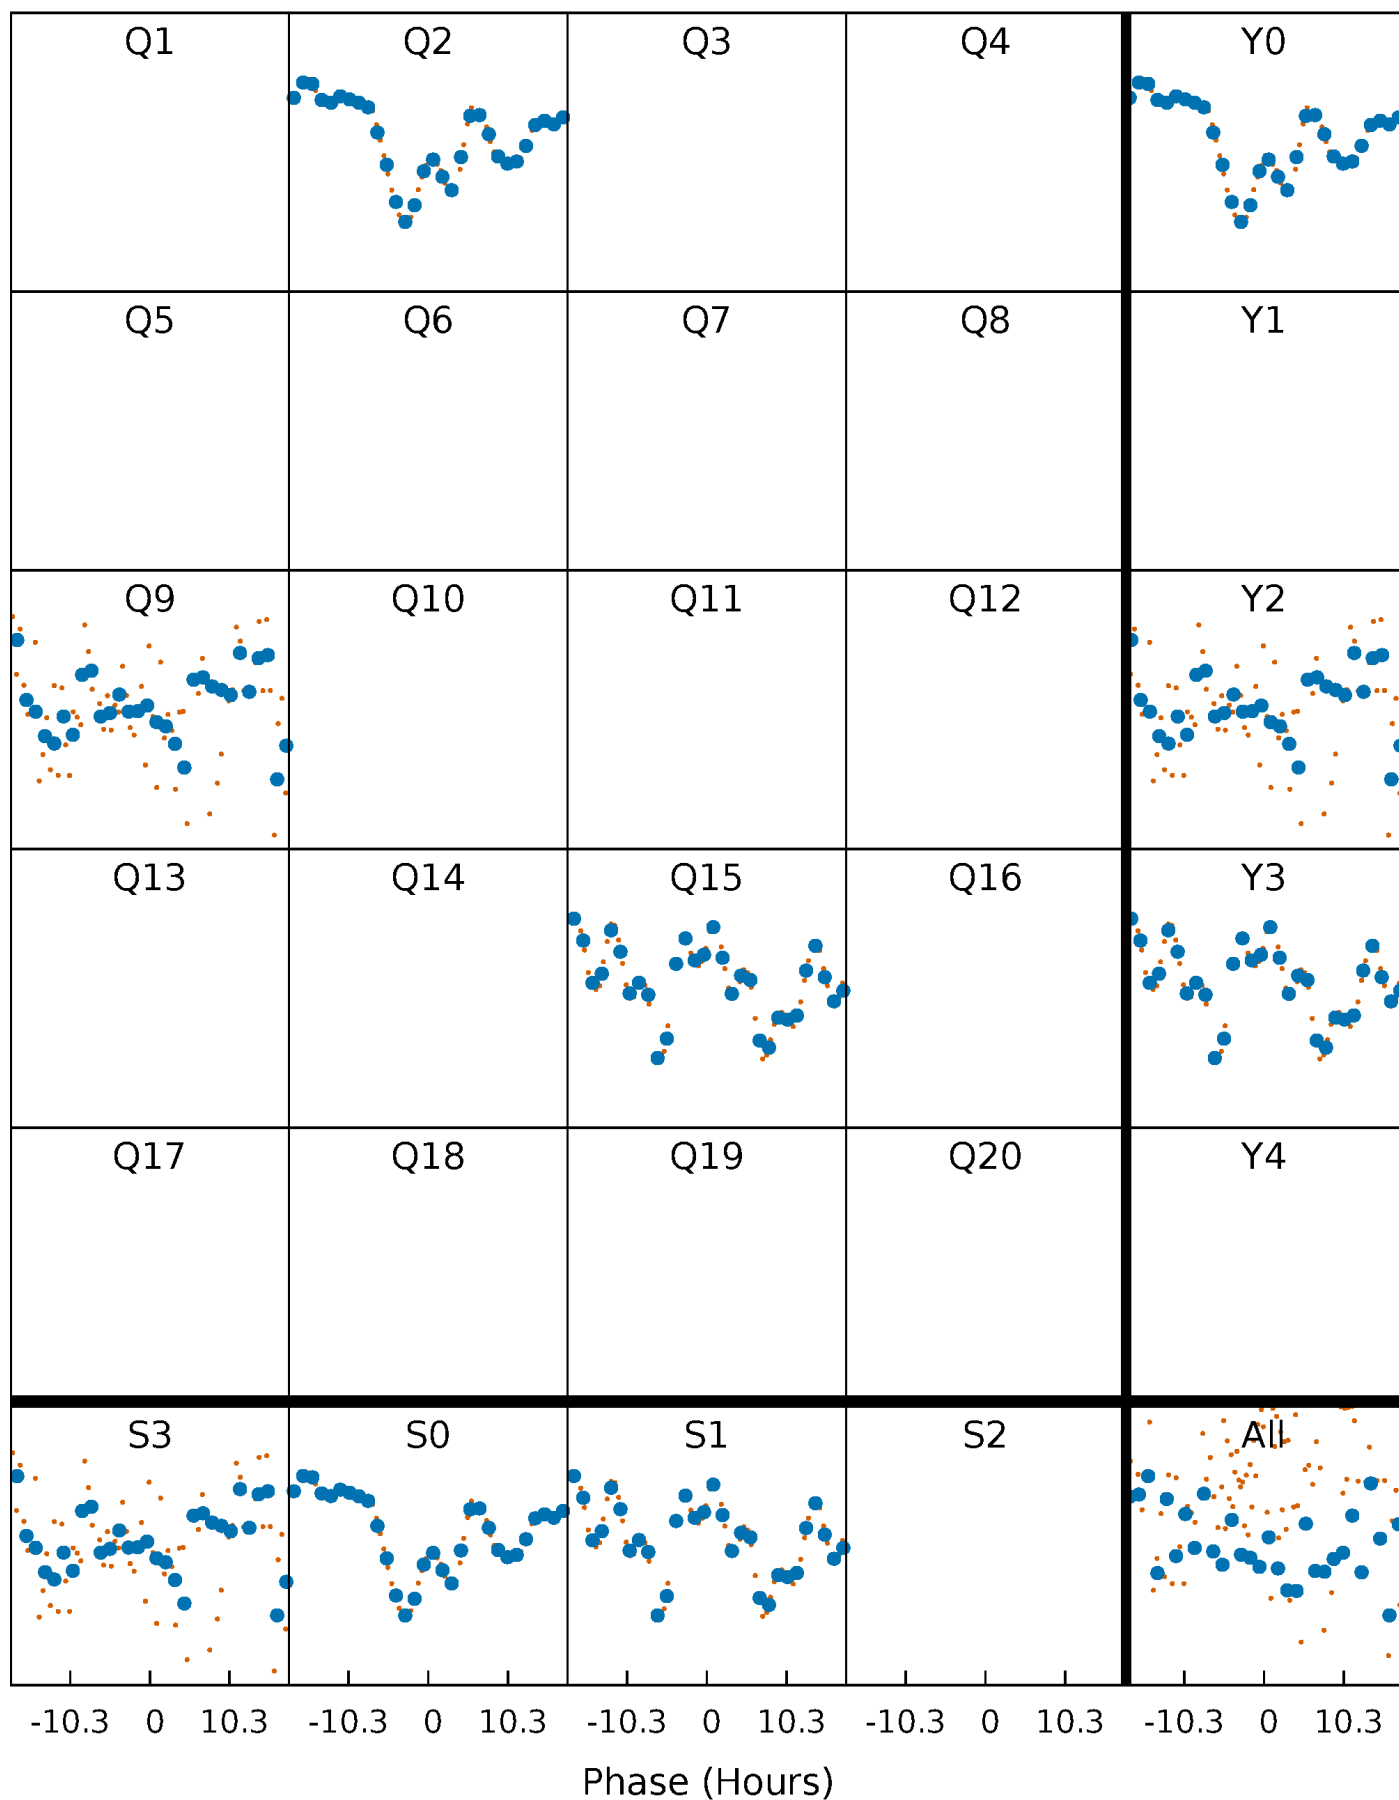 Q1 Q2 Q3 Q4 Y0
Q5 Q6 Q7 Q8 Y1
Q9 Q10 Q11 Q12 Y2
Q13 Q14 Q15 Q16 Y3
Q17 Q18 Q19 Q20 Y4
S3 S0 S1 S2 All
-10.3 0 10.3 -10.3 0 10.3 -10.3 0 10.3 -10.3 0 10.3 -10.3 0 10.3
Phase (Hours)